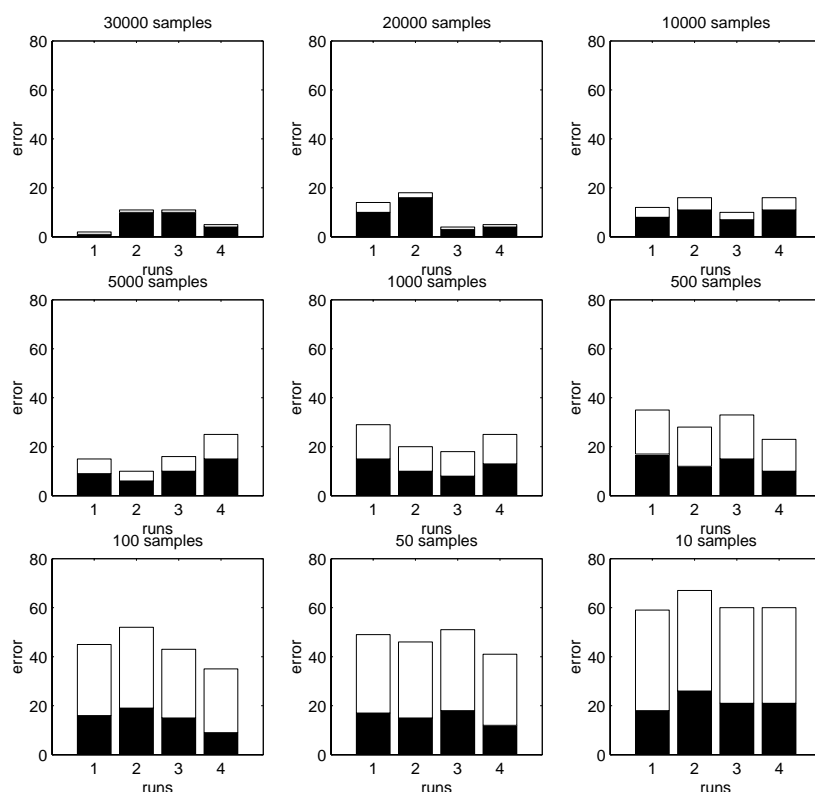 30000 samples
80
60
40
20
0
error
1 2 3 4
runs
20000 samples
80
60
40
20
0
error
1 2 3 4
runs
10000 samples
80
60
40
20
0
error
1 2 3 4
runs
5000 samples
80
60
40
20
0
error
1 2 3 4
runs
1000 samples
80
60
40
20
0
error
1 2 3 4
runs
500 samples
80
60
40
20
0
error
1 2 3 4
runs
100 samples
80
60
40
20
0
error
1 2 3 4
runs
50 samples
80
60
40
20
0
error
1 2 3 4
runs
10 samples
80
60
40
20
0
error
1 2 3 4
runs